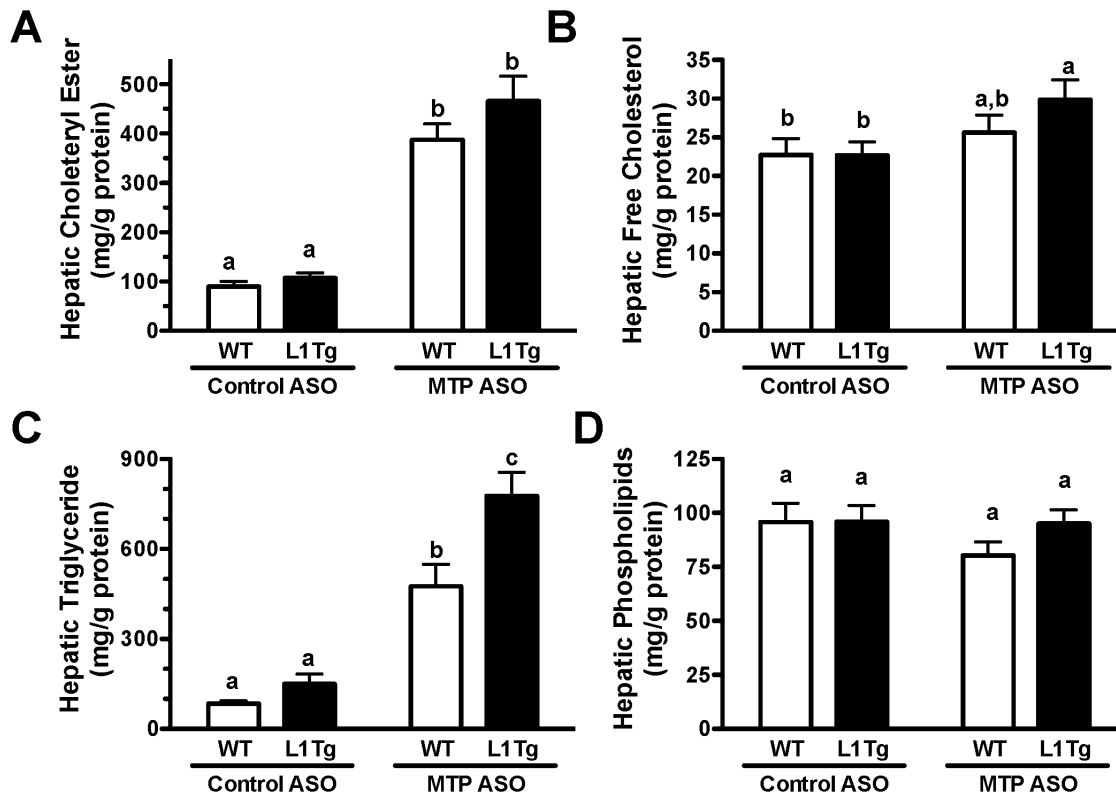 A
Hepatic Choleteryl Ester
(mg/g protein)
500
400
300
200
100
0
a
a
b
b
WT
L1Tg
WT
L1Tg
Control ASO
MTP ASO
B
Hepatic Free Cholesterol
(mg/g protein)
35
30
25
20
15
10
5
0
b
b
a,b
a
WT
L1Tg
WT
L1Tg
Control ASO
MTP ASO
C
Hepatic Triglyceride
(mg/g protein)
900
600
300
0
a
a
b
c
WT
L1Tg
WT
L1Tg
Control ASO
MTP ASO
D
Hepatic Phospholipids
(mg/g protein)
125
100
75
50
25
0
a
a
a
a
WT
L1Tg
WT
L1Tg
Control ASO
MTP ASO